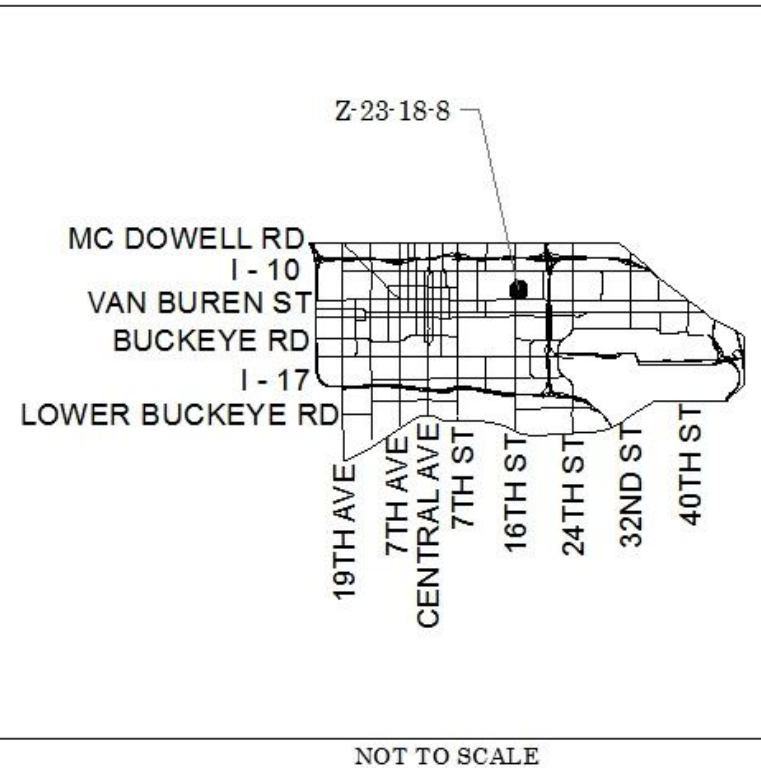 Z-23-18-8
MC DOWELL RD
I - 10
VAN BUREN ST
BUCKEYE RD
I - 17
LOWER BUCKEYE RD
19TH AVE
7TH AVE
CENTRAL AVE
7TH ST
16TH ST
24TH ST
32ND ST
40TH ST
NOT TO SCALE